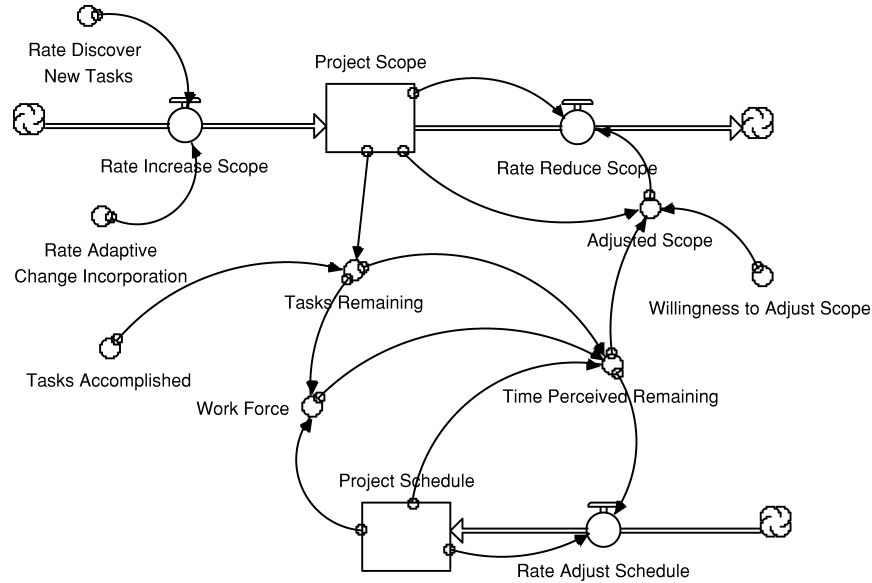 Rate Discover
New Tasks
Project Scope
Rate Increase Scope
Rate Reduce Scope
Rate Adaptive
Change Incorporation
Adjusted Scope
Tasks Remaining
Willingness to Adjust Scope
Tasks Accomplished
Work Force
Time Perceived Remaining
Project Schedule
Rate Adjust Schedule